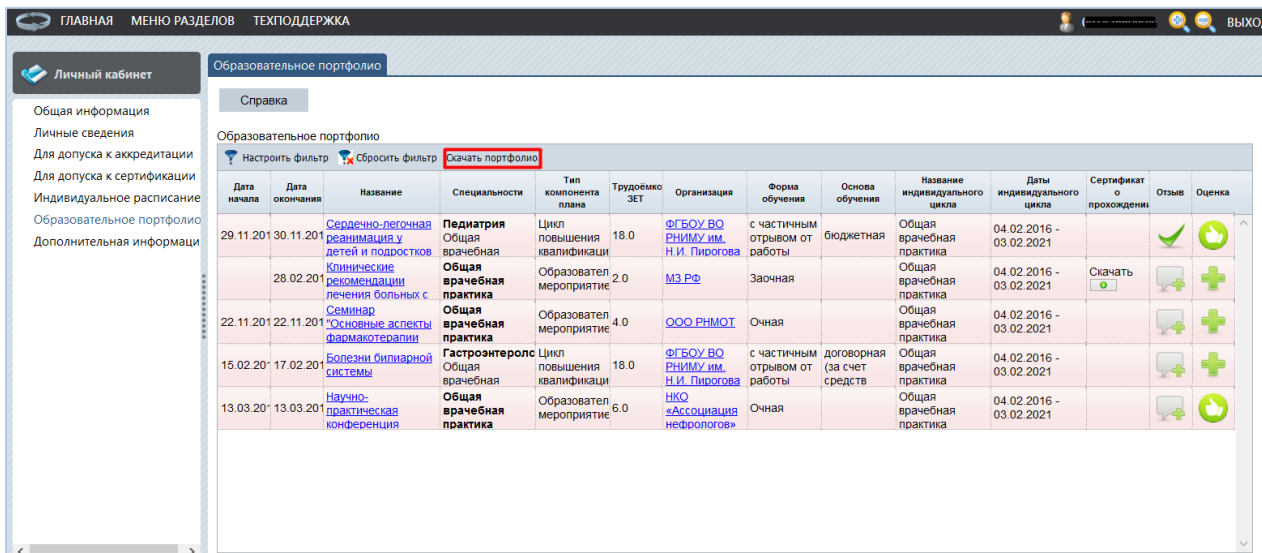 ГЛАВНАЯ МЕНЮ РАЗДЕЛОВ ТЕХПОДДЕРЖКА
ВЫХО
Личный кабинет
Общая информация
Личные сведения
Для допуска к аккредитации
Для допуска к сертификации
Индивидуальное расписание
Образовательное портфолио
Дополнительная информаци
Образовательное портфолио
Справка
Образовательное портфолио
Настроить фильтр Сбросить фильтр Скачать портфолио
Дата начала
Дата окончания
Название
Специальности
Тип компонента плана
Трудоёмко ЗЕТ
Организация
Форма обучения
Основа обучения
Название индивидуального цикла
Даты индивидуального цикла
Сертификат о прохождени
Отзыв
Оценка
29.11.201
30.11.201
Сердечно-легочная
реанимация у
детей и подростков
Педиатрия
Общая
врачебная
Цикл
повышения
квалификаци
18.0
ФГБОУ ВО
РНИМУ им.
Н.И. Пирогова
с частичным
отрывом от
работы
бюджетная
Общая
врачебная
практика
04.02.2016 -
03.02.2021
28.02.201
Клинические
рекомендации
лечения больных с
Общая
врачебная
практика
Образовател
мероприятие
2.0
МЗ РФ
Заочная
Общая
врачебная
практика
04.02.2016 -
03.02.2021
Скачать
22.11.201
22.11.201
Семинар
"Основные аспекты
фармакотерапии
Общая
врачебная
практика
Образовател
мероприятие
4.0
ООО РНМОТ
Очная
Общая
врачебная
практика
04.02.2016 -
03.02.2021
15.02.20
17.02.201
Болезни билиарной
системы
Гастроэнтероло
Общая
врачебная
Цикл
повышения
квалификаци
18.0
ФГБОУ ВО
РНИМУ им.
Н.И. Пирогова
с частичным
отрывом от
работы
договорная
(за счет
средств
Общая
врачебная
практика
04.02.2016 -
03.02.2021
13.03.20
13.03.201
Научно-
практическая
конференция
Общая
врачебная
практика
Образовател
мероприятие
6.0
НКО
«Ассоциация
нефрологов»
Очная
Общая
врачебная
практика
04.02.2016 -
03.02.2021